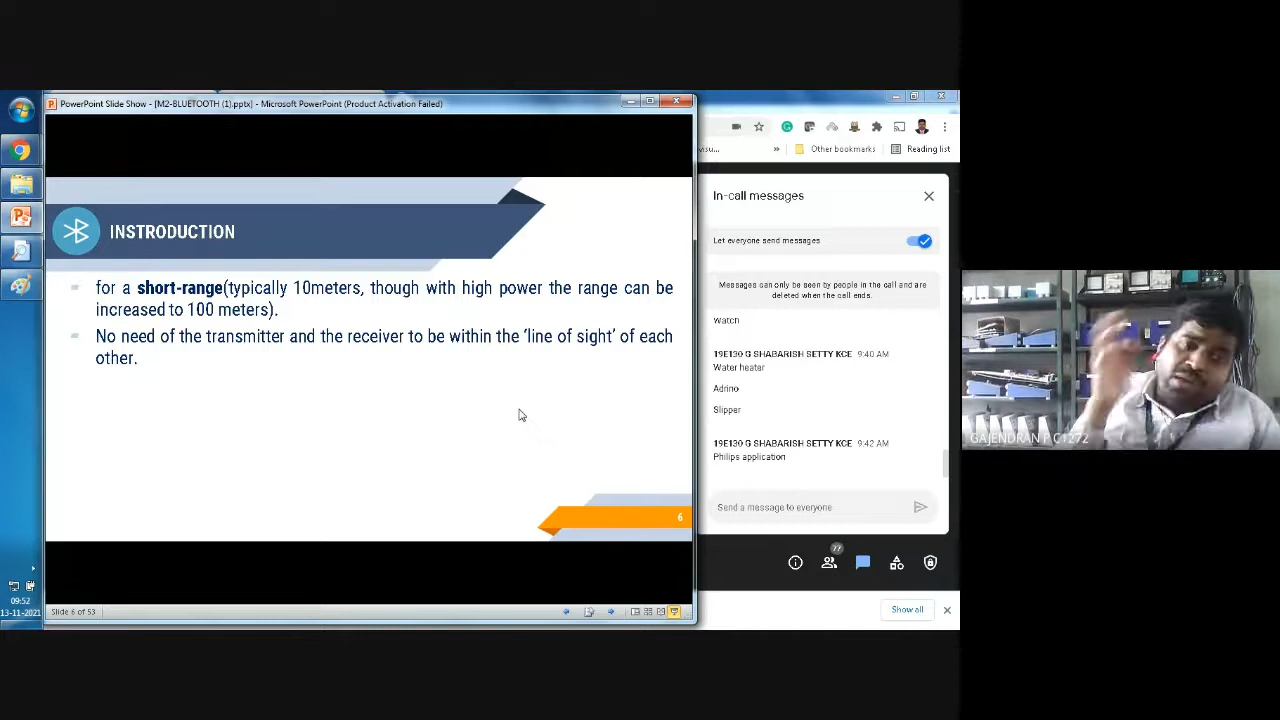 PowerPoint Slide Show - [M2-BLUETOOTH (1).pptx] - Microsoft PowerPoint (Product Activation Failed)
INSTRODUCTION
for a short-range(typically 10meters, though with high power the range can be
increased to 100 meters).
No need of the transmitter and the receiver to be within the ‘line of sight’ of each
other.
6
Slide 6 of 53
09:52
13-11-2021
visu...
»
Other bookmarks
Reading list
In-call messages
Let everyone send messages
Messages can only be seen by people in the call and are
deleted when the call ends.
Watch
19E130 G SHABARISH SETTY KCE 9:40 AM
Water heater
Adrino
Slipper
19E130 G SHABARISH SETTY KCE 9:42 AM
Philips application
Send a message to everyone
77
Show all
GAJENDRAN P C1272